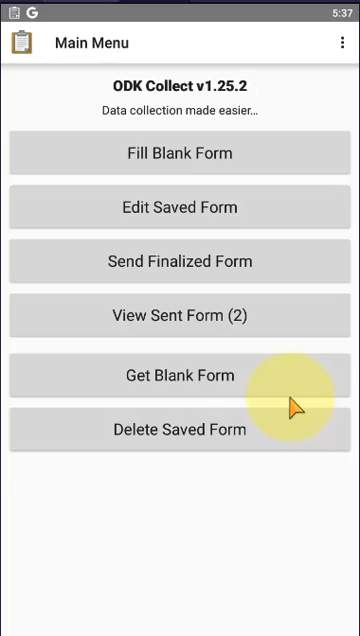 5:37
Main Menu
ODK Collect v1.25.2
Data collection made easier...
Fill Blank Form
Edit Saved Form
Send Finalized Form
View Sent Form (2)
Get Blank Form
Delete Saved Form